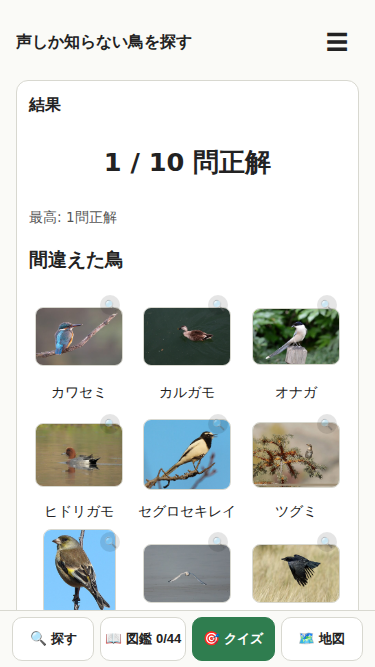 声しか知らない鳥を探す
結果
1 / 10 問正解
最高: 1問正解
間違えた鳥
カワセミ
カルガモ
オナガ
ヒドリガモ
セグロセキレイ
ツグミ
探す
図鑑 0/44
クイズ
地図